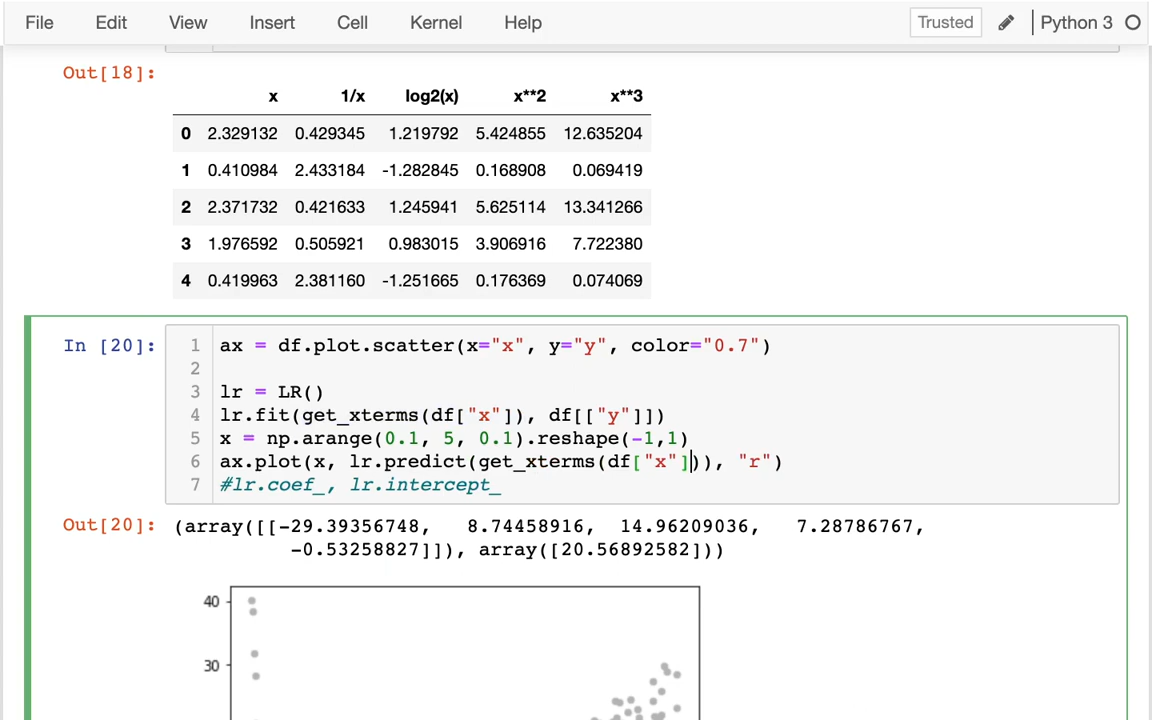 File Edit View Insert Cell Kernel Help Trusted Python 3
Out[18]:
x 1/x log2(x) x**2 x**3
0 2.329132 0.429345 1.219792 5.424855 12.635204
1 0.410984 2.433184 -1.282845 0.168908 0.069419
2 2.371732 0.421633 1.245941 5.625114 13.341266
3 1.976592 0.505921 0.983015 3.906916 7.722380
4 0.419963 2.381160 -1.251665 0.176369 0.074069
In [20]: 1 ax = df.plot.scatter(x="x", y="y", color="0.7")
2
3 lr = LR()
4 lr.fit(get_xterms(df["x"]), df[["y"]])
5 x = np.arange(0.1, 5, 0.1).reshape(-1,1)
6 ax.plot(x, lr.predict(get_xterms(df["x"])), "r")
7 #lr.coef_, lr.intercept_
Out[20]: (array([[-29.39356748, 8.74458916, 14.96209036, 7.28786767,
-0.53258827]]), array([20.56892582]))
40
30